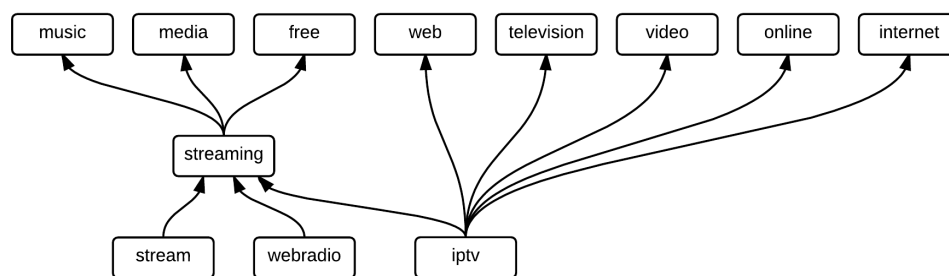 music
media
free
web
television
video
online
internet
streaming
stream
webradio
iptv